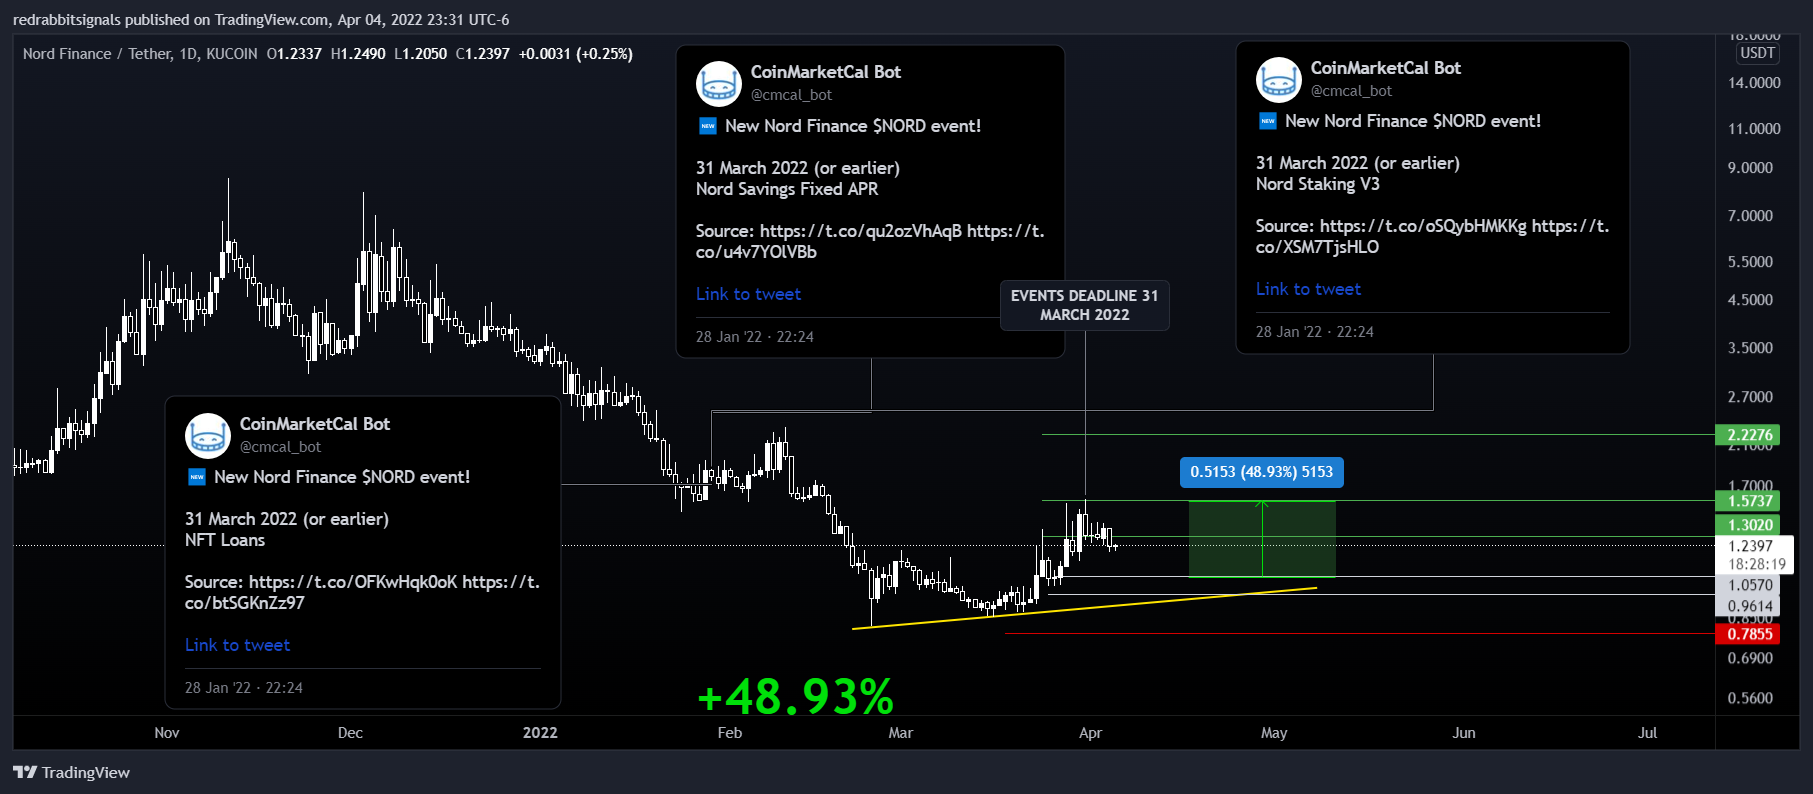 redrabbitsignals published on TradingView.com, Apr 04, 2022 23:31 UTC-6
Nord Finance / Tether, 1D, KUCOIN O1.2337 H1.2490 L1.2050 C1.2397 +0.0031 (+0.25%)
CoinMarketCal Bot
@cmcal_bot
NEW New Nord Finance $NORD event!
31 March 2022 (or earlier)
Nord Savings Fixed APR
Source: https://t.co/qu2ozVhAqB https://t.
co/u4v7YOlVBb
Link to tweet
28 Jan '22 · 22:24
CoinMarketCal Bot
@cmcal_bot
NEW New Nord Finance $NORD event!
31 March 2022 (or earlier)
Nord Staking V3
Source: https://t.co/oSQybHMKKg https://t.
co/XSM7TjsHLO
Link to tweet
28 Jan '22 · 22:24
EVENTS DEADLINE 31
MARCH 2022
CoinMarketCal Bot
@cmcal_bot
NEW New Nord Finance $NORD event!
31 March 2022 (or earlier)
NFT Loans
Source: https://t.co/OFKwHqk0oK https://t.
co/btSGKnZz97
Link to tweet
28 Jan '22 · 22:24
0.5153 (48.93%) 5153
+48.93%
18.0000
USDT
14.0000
11.0000
9.0000
7.0000
5.5000
4.5000
3.5000
2.7000
2.2276
2.1000
1.7000
1.5737
1.3020
1.2397
18:28:19
1.0570
0.9614
0.8500
0.7855
0.6900
0.5600
Nov Dec 2022 Feb Mar Apr May Jun Jul
TradingView